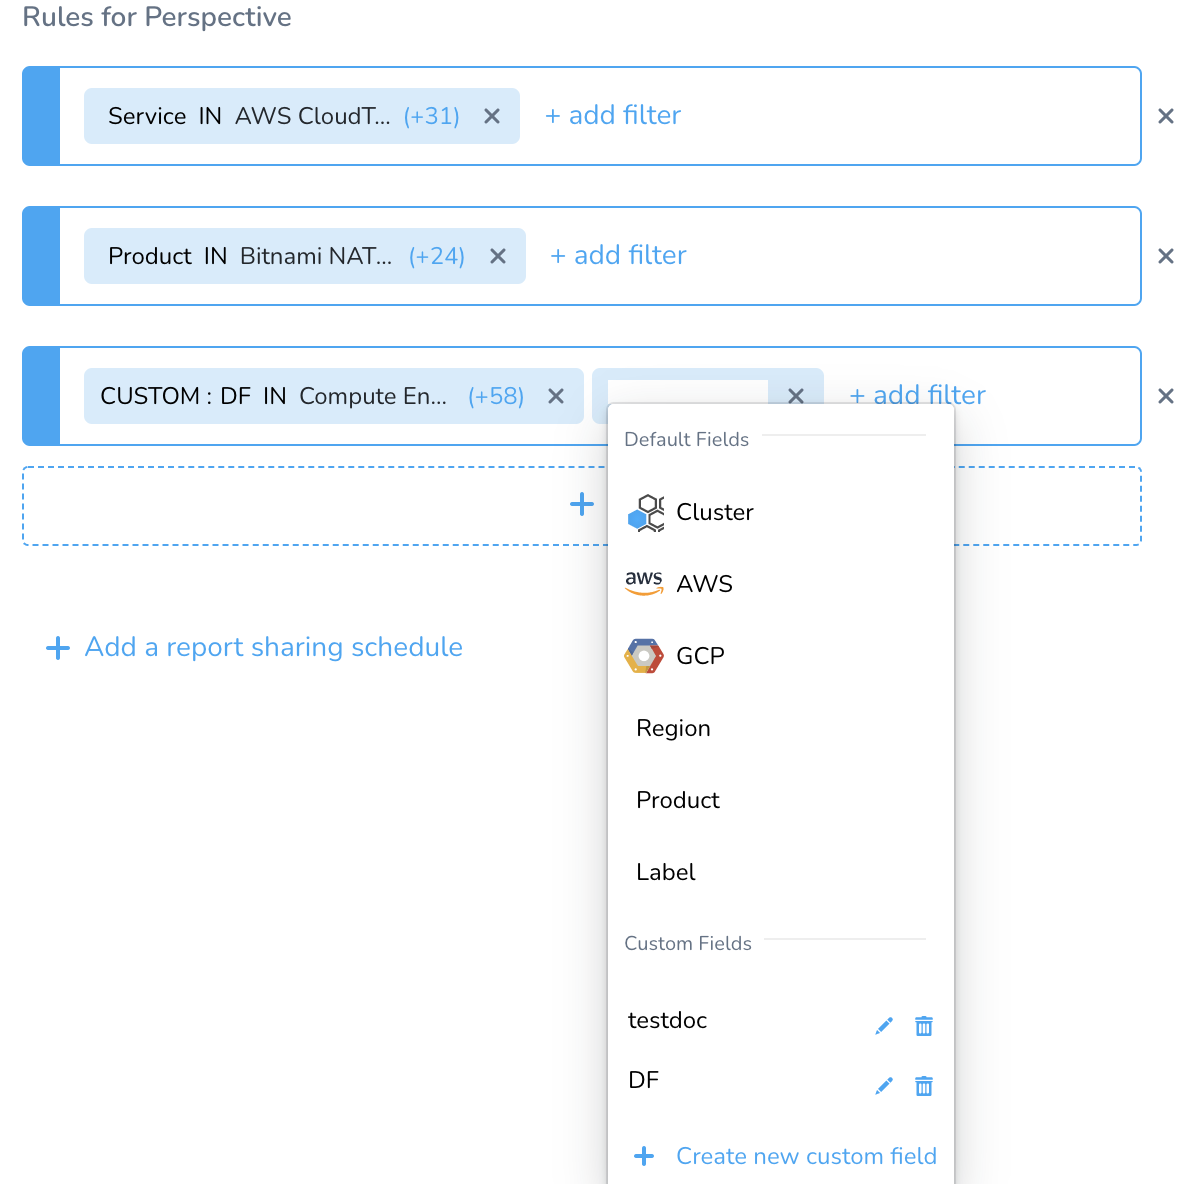 Rules for Perspective
Service IN AWS CloudT... (+31) + add filter
Product IN Bitnami NAT... (+24) + add filter
CUSTOM : DF IN Compute En... (+58) + add filter
Default Fields
Cluster
aws AWS
GCP
Region
Product
Label
Custom Fields
testdoc
DF
+ Create new custom field
+ Add a report sharing schedule